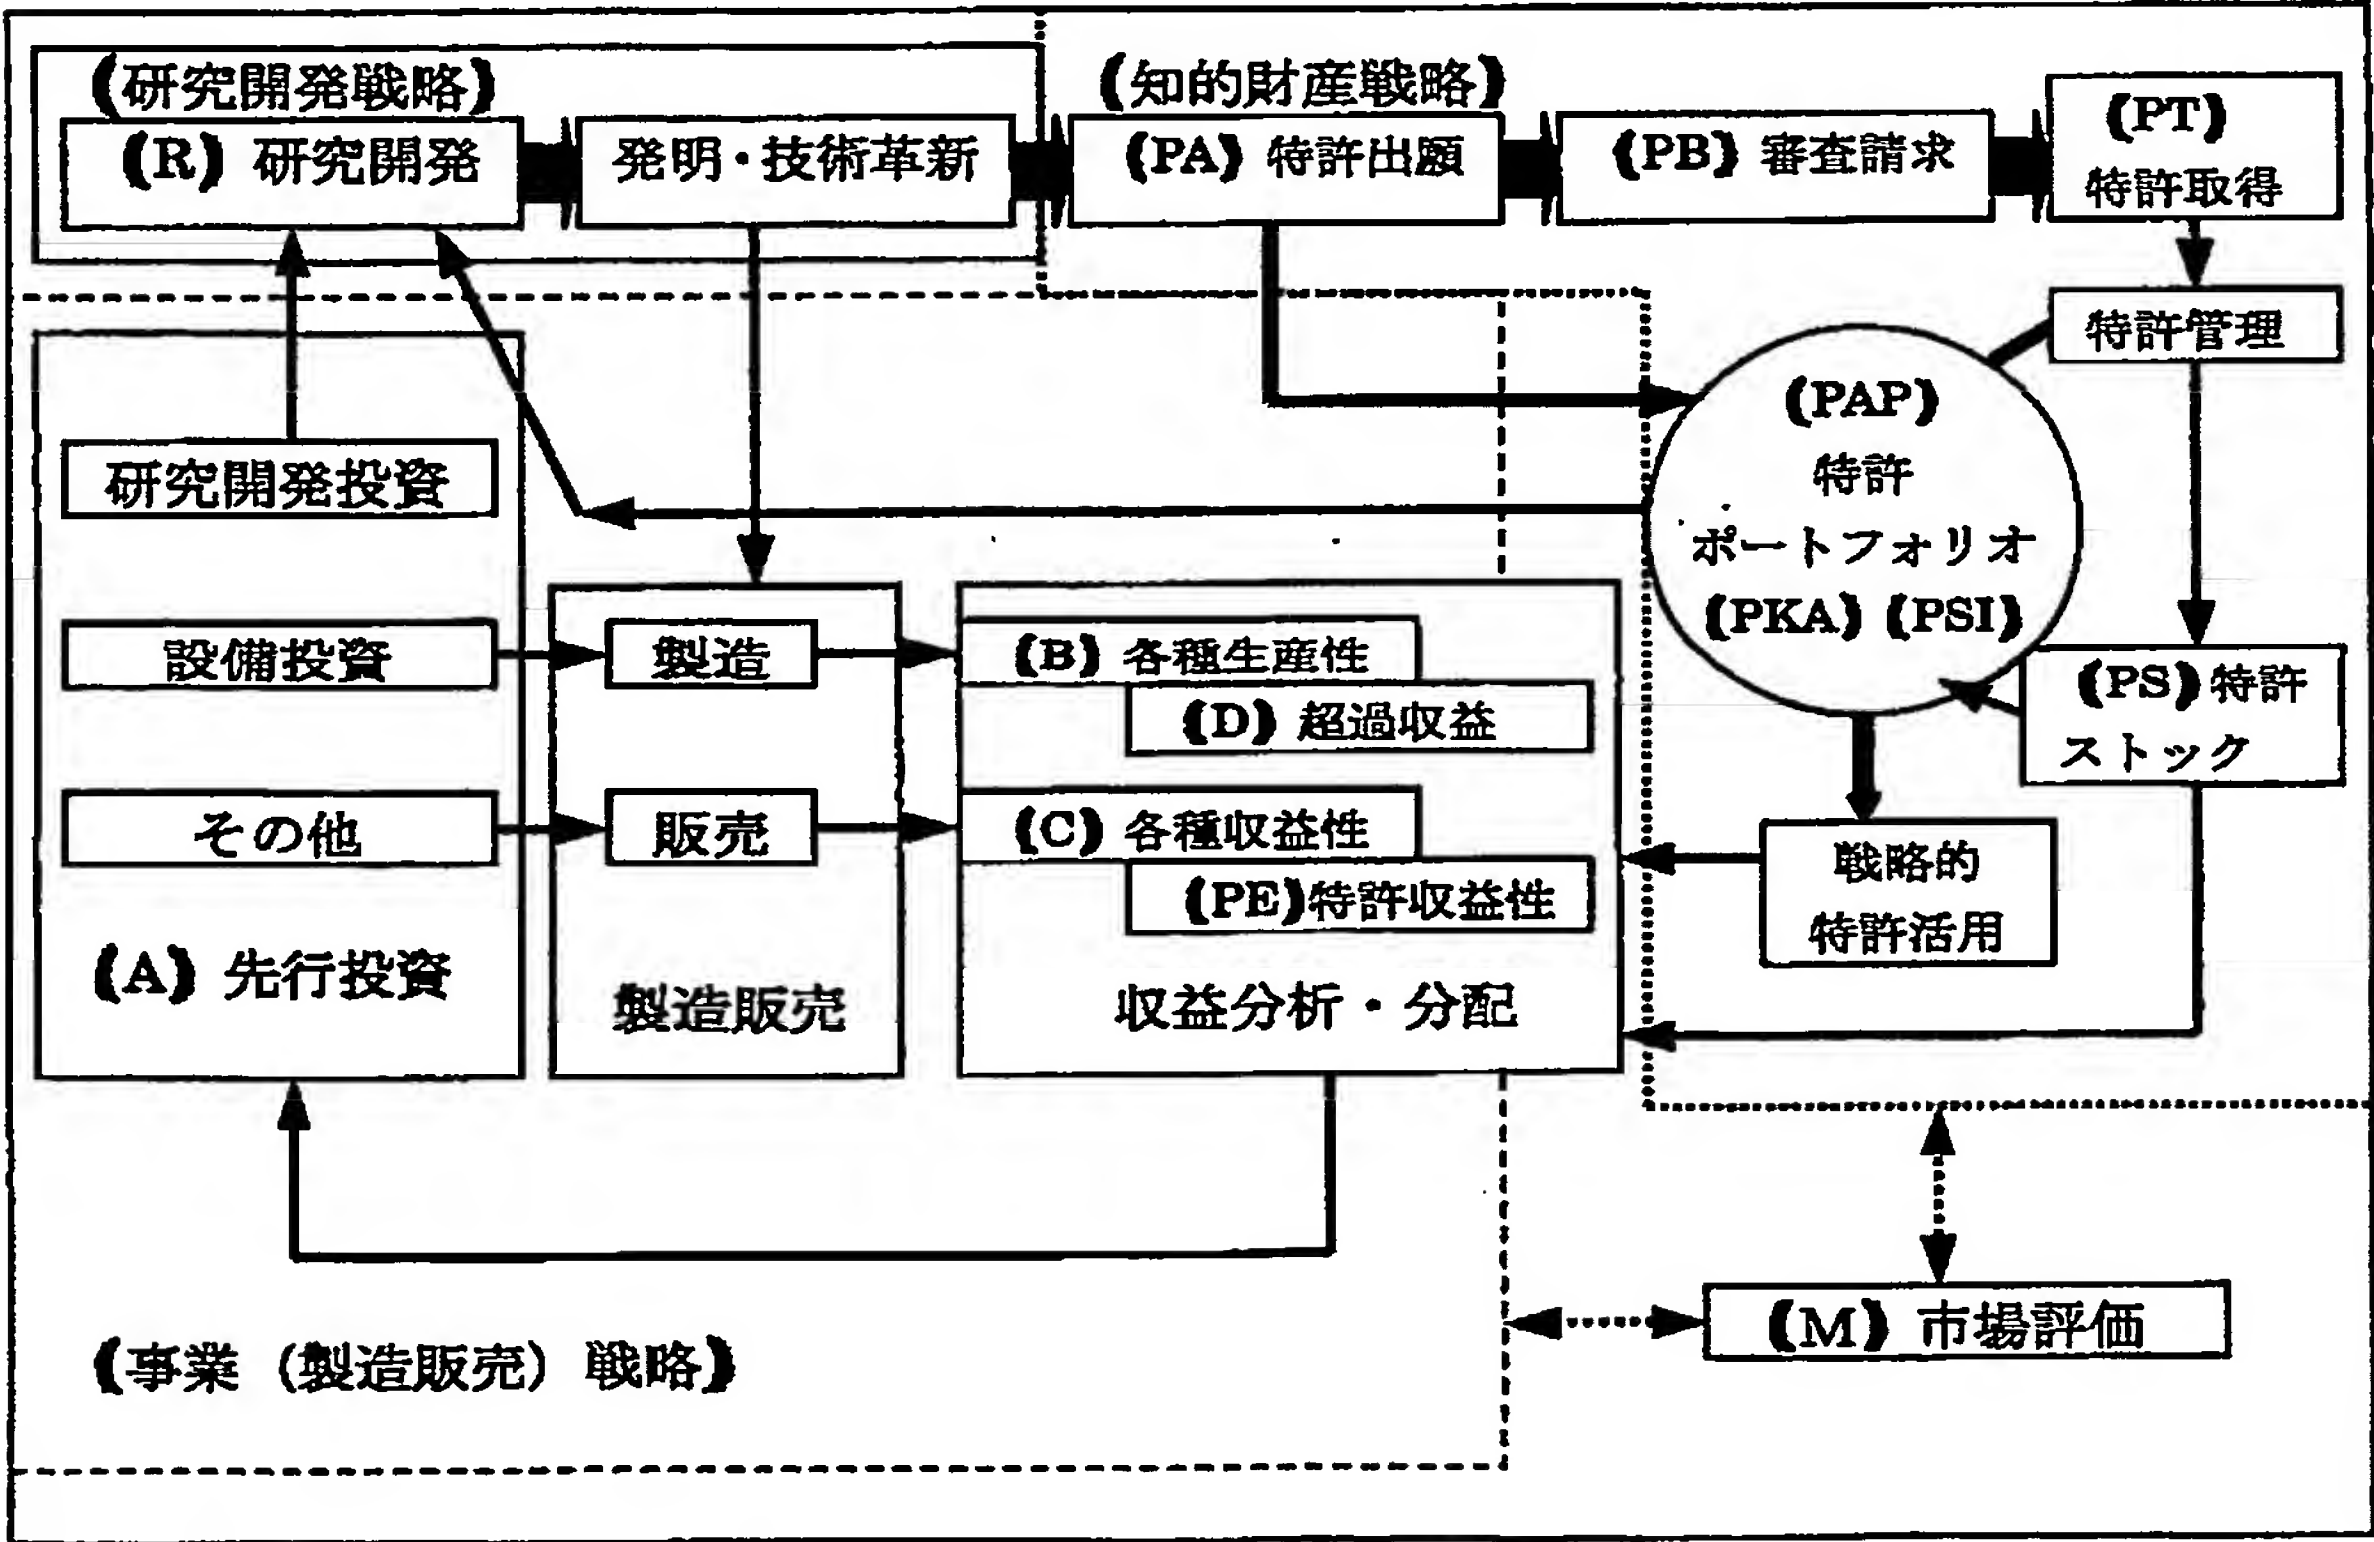 (研究開発戦略)
(R) 研究開発
発明・技術革新
(知的財産戦略)
(PA) 特許出願
(PB) 審査請求
(PT)
特許取得
特許管理
(PAP)
特許
ポートフォリオ
(PKA) (PSI)
(PS) 特許
ストック
戦略的
特許活用
研究開発投資
設備投資
その他
(A) 先行投資
製造
販売
製造販売
(B) 各種生産性
(D) 超過収益
(C) 各種収益性
(PE)特許収益性
収益分析・分配
(事業（製造販売）戦略)
(M) 市場評価